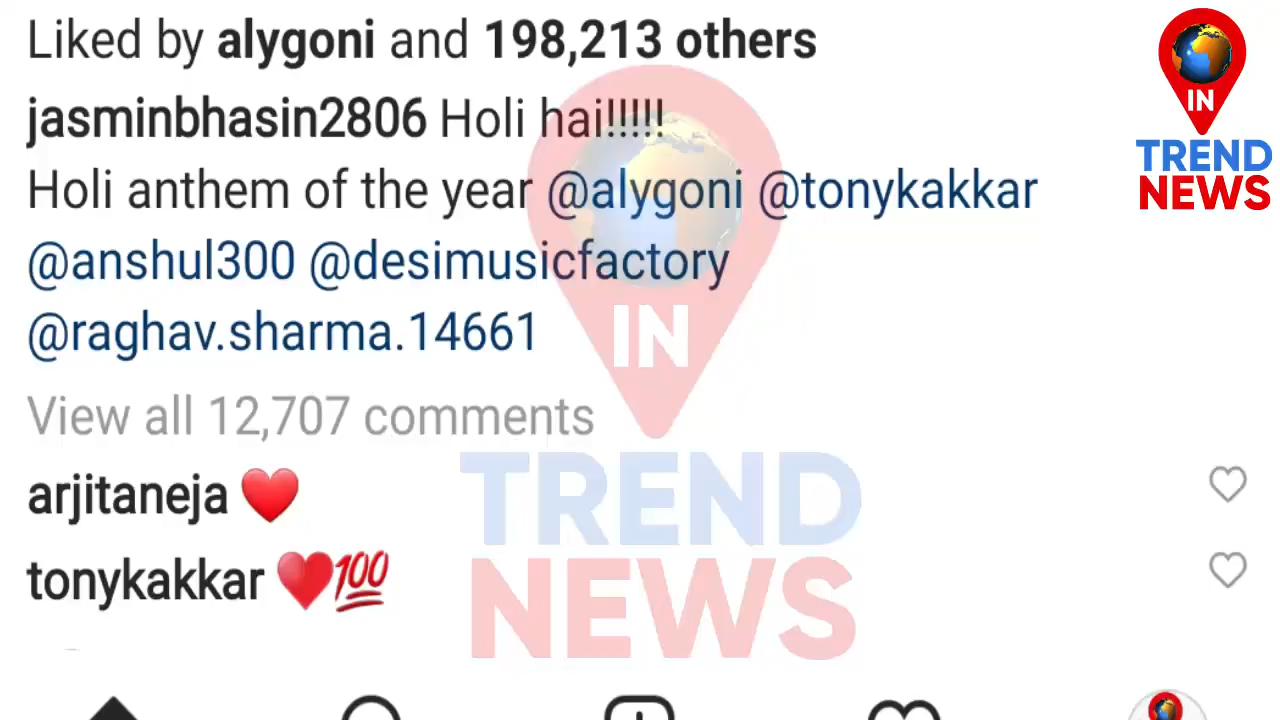 Liked by alygoni and 198,213 others
jasminbhasin2806 Holi hai!!!!!
Holi anthem of the year @alygoni @tonykakkar
@anshul300 @desimusicfactory
@raghav.sharma.14661
View all 12,707 comments
arjitaneja ❤️
tonykakkar ♥️💯
IN
TREND
NEWS
IN
TREND
NEWS